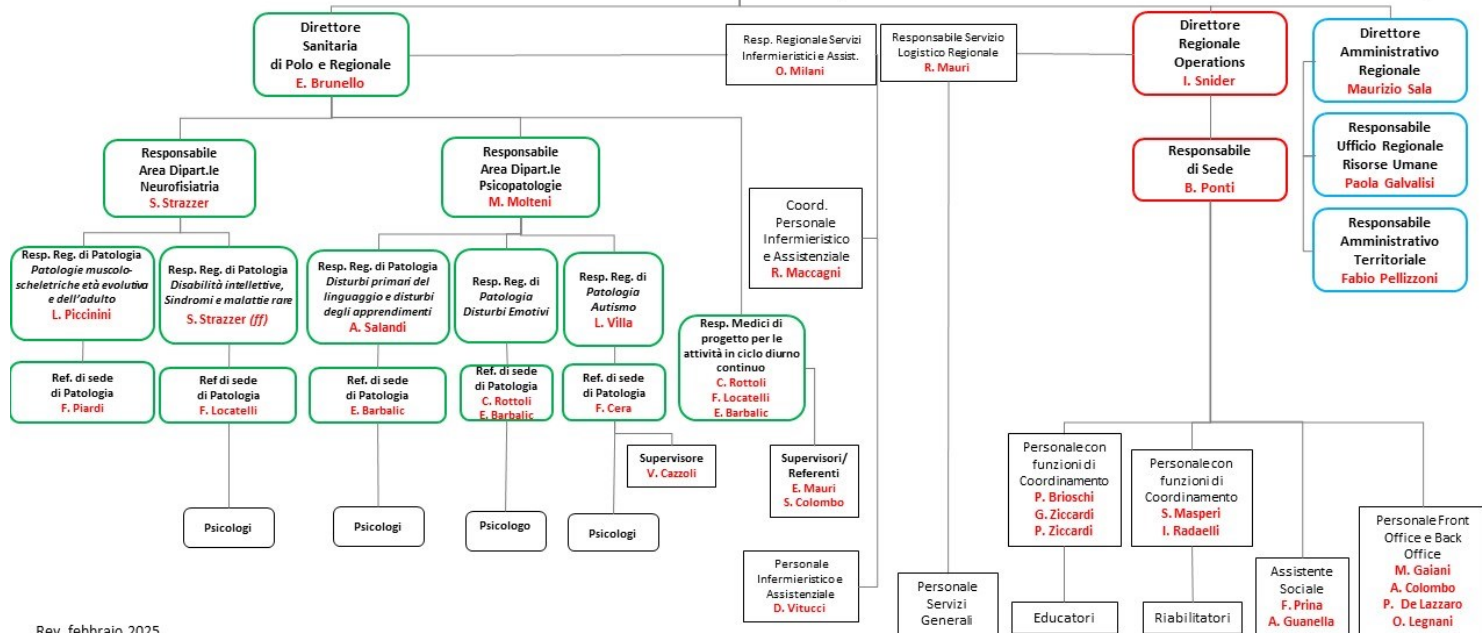 Direttore
Sanitaria
di Polo e Regionale
E. Brunello
Resp. Regionale Servizi
Infermieristici e Assist.
O. Milani
Responsabile Servizio
Logistico Regionale
R. Mauri
Direttore
Regionale
Operations
I. Snider
Direttore
Amministrativo
Regionale
Maurizio Sala
Responsabile
Area Dipart.le
Neurofisiatria
S. Strazzer
Responsabile
Area Dipart.le
Psicopatologie
M. Molteni
Responsabile
di Sede
B. Ponti
Responsabile
Ufficio Regionale
Risorse Umane
Paola Galvalisi
Coord.
Personale
Infermieristico
e Assistenziale
R. Maccagni
Responsabile
Amministrativo
Territoriale
Fabio Pellizzoni
Resp. Reg. di Patologia
Patologie muscolo-
scheletriche età evolutiva
e dell'adulto
L. Piccinini
Resp. Reg. di Patologia
Disabilità intellettive,
Sindromi e malattie rare
S. Strazzer (ff)
Resp. Reg. di Patologia
Disturbi primari del
linguaggio e disturbi
degli apprendimenti
A. Salandi
Resp. Reg. di
Patologia
Disturbi Emotivi
Resp. Reg. di
Patologia
Autismo
L. Villa
Resp. Medici di
progetto per le
attività in ciclo diurno
continuo
C. Rottoli
F. Locatelli
E. Barbalic
Ref. di sede
di Patologia
F. Piardi
Ref di sede
di Patologia
F. Locatelli
Ref. di sede
di Patologia
E. Barbalic
Ref. di sede
di Patologia
C. Rottoli
E. Barbalic
Ref. di sede
di Patologia
F. Cera
Supervisore
V. Cazzoli
Supervisori/
Referenti
E. Mauri
S. Colombo
Personale con
funzioni di
Coordinamento
P. Brioschi
G. Ziccardi
P. Ziccardi
Personale con
funzioni di
Coordinamento
S. Masperi
I. Radaelli
Psicologi
Psicologi
Psicologo
Psicologi
Personale
Infermieristico e
Assistenziale
D. Vitucci
Personale
Servizi
Generali
Educatori
Riabilitatori
Assistente
Sociale
F. Prina
A. Guanella
Personale Front
Office e Back
Office
M. Gaiani
A. Colombo
P. De Lazzaro
O. Legnani
Rev. febbraio 2025